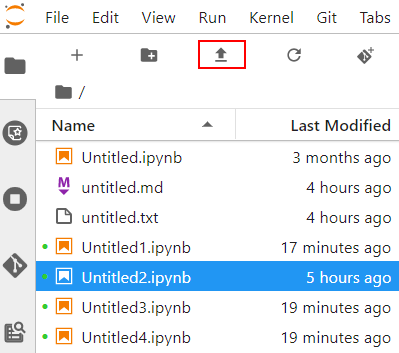 File Edit View Run Kernel Git Tabs
/
Name Last Modified
Untitled.ipynb 3 months ago
M untitled.md 4 hours ago
untitled.txt 4 hours ago
Untitled1.ipynb 17 minutes ago
Untitled2.ipynb 5 hours ago
Untitled3.ipynb 19 minutes ago
Untitled4.ipynb 19 minutes ago